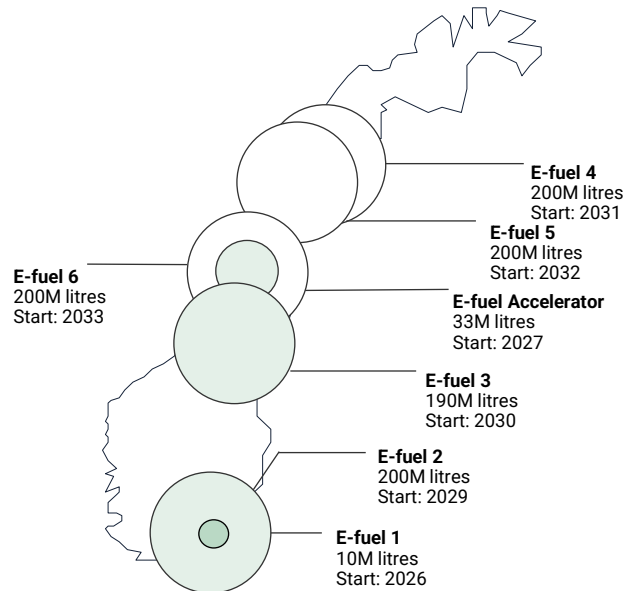 E-fuel 4
200M litres
Start: 2031
E-fuel 5
200M litres
Start: 2032
E-fuel 6
200M litres
Start: 2033
E-fuel Accelerator
33M litres
Start: 2027
E-fuel 3
190M litres
Start: 2030
E-fuel 2
200M litres
Start: 2029
E-fuel 1
10M litres
Start: 2026